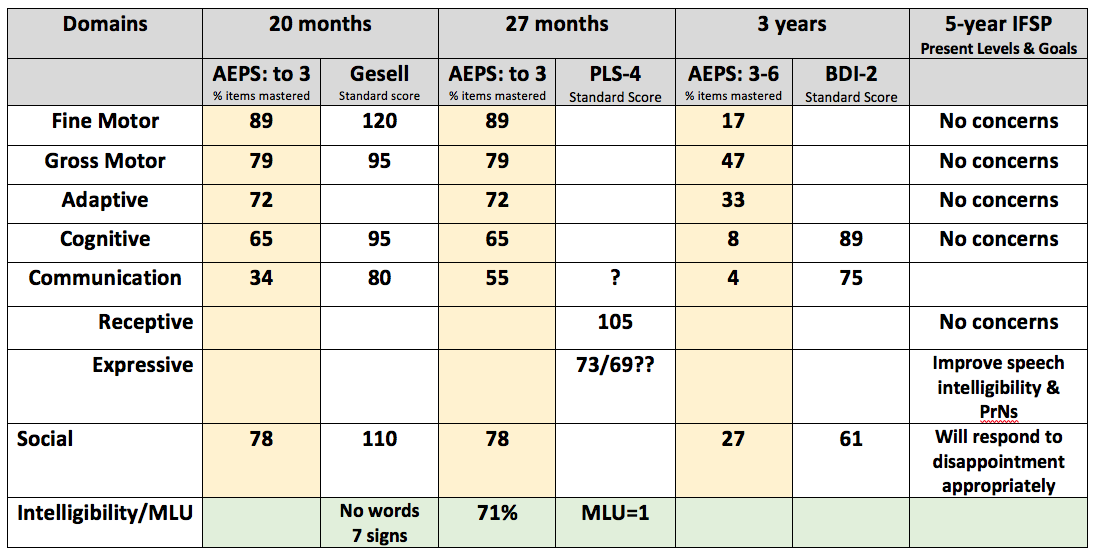 Domains 20 months 27 months 3 years 5-year IFSP
Present Levels & Goals
AEPS: to 3 Gesell AEPS: to 3 PLS-4 AEPS: 3-6 BDI-2
% items mastered Standard score % items mastered Standard Score % items mastered Standard Score
Fine Motor 89 120 89 17 No concerns
Gross Motor 79 95 79 47 No concerns
Adaptive 72 72 33 No concerns
Cognitive 65 95 65 8 89 No concerns
Communication 34 80 55 ? 4 75
Receptive 105 No concerns
Expressive 73/69?? Improve speech
intelligibility &
PrNs
Social 78 110 78 27 61 Will respond to
disappointment
appropriately
Intelligibility/MLU No words 71% MLU=1
7 signs